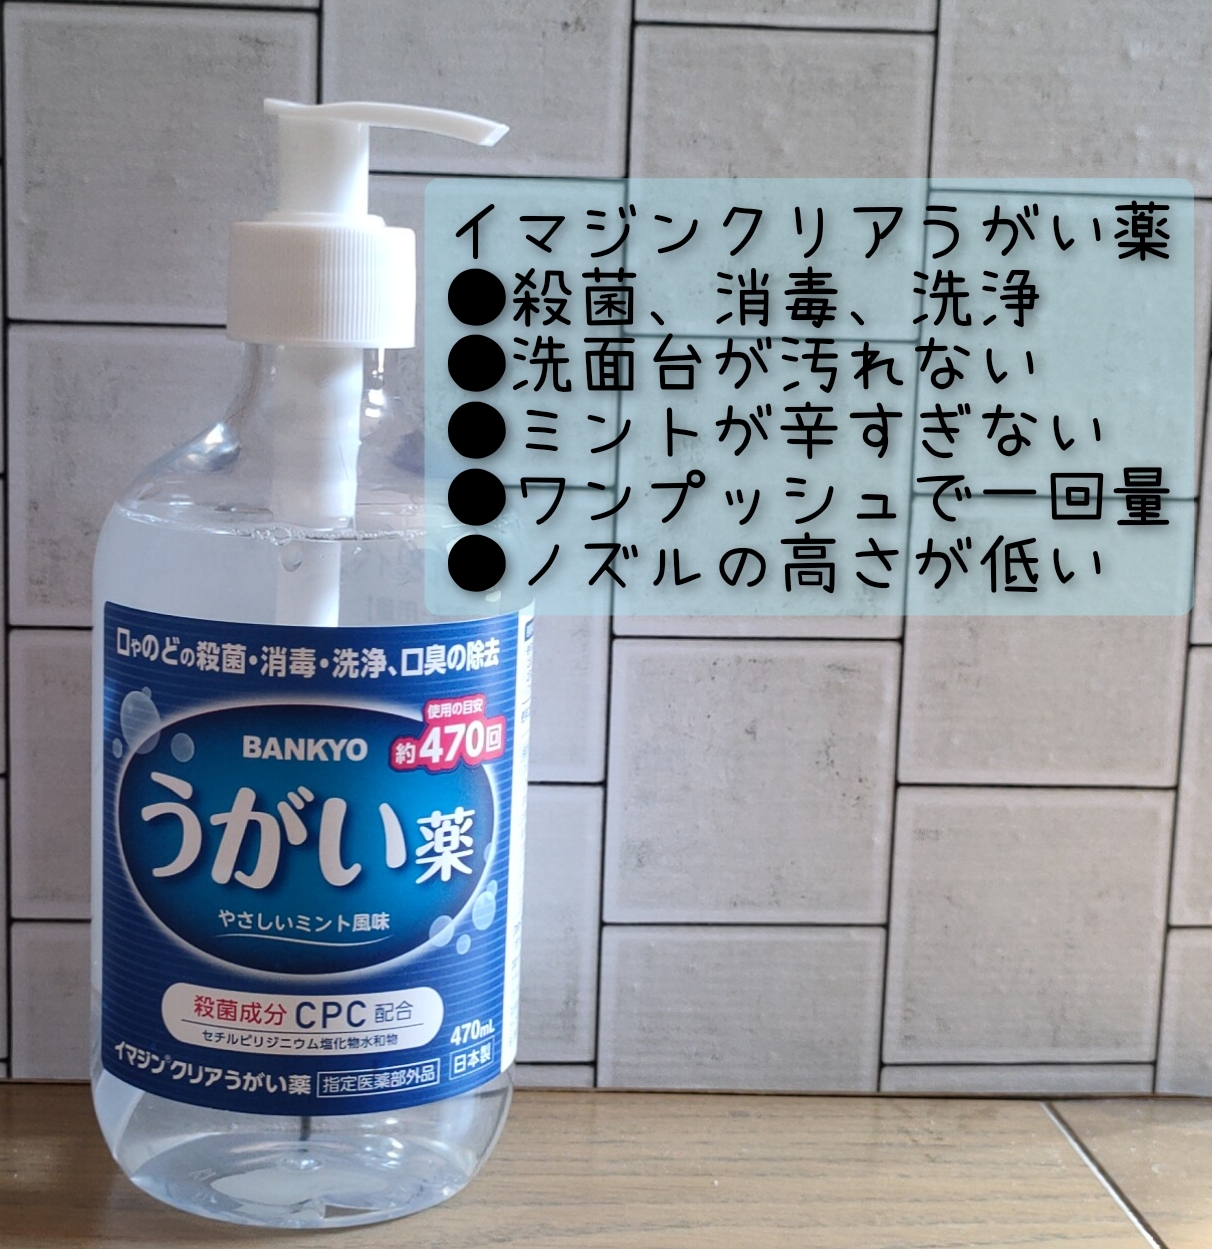 イマジンクリアうがい薬
●殺菌、消毒、洗浄
●洗面台が汚れない
●ミントが辛すぎない
●ワンプッシュで一回量
●ノズルの高さが低い
口やのどの殺菌・消毒・洗浄、口臭の除去
使用の目安
約470回
BANKYO
うがい薬
やさしいミント風味
殺菌成分 CPC 配合
セチルピリジニウム塩化物水和物
470mL
日本製
イマジン®クリアうがい薬 指定医薬部外品